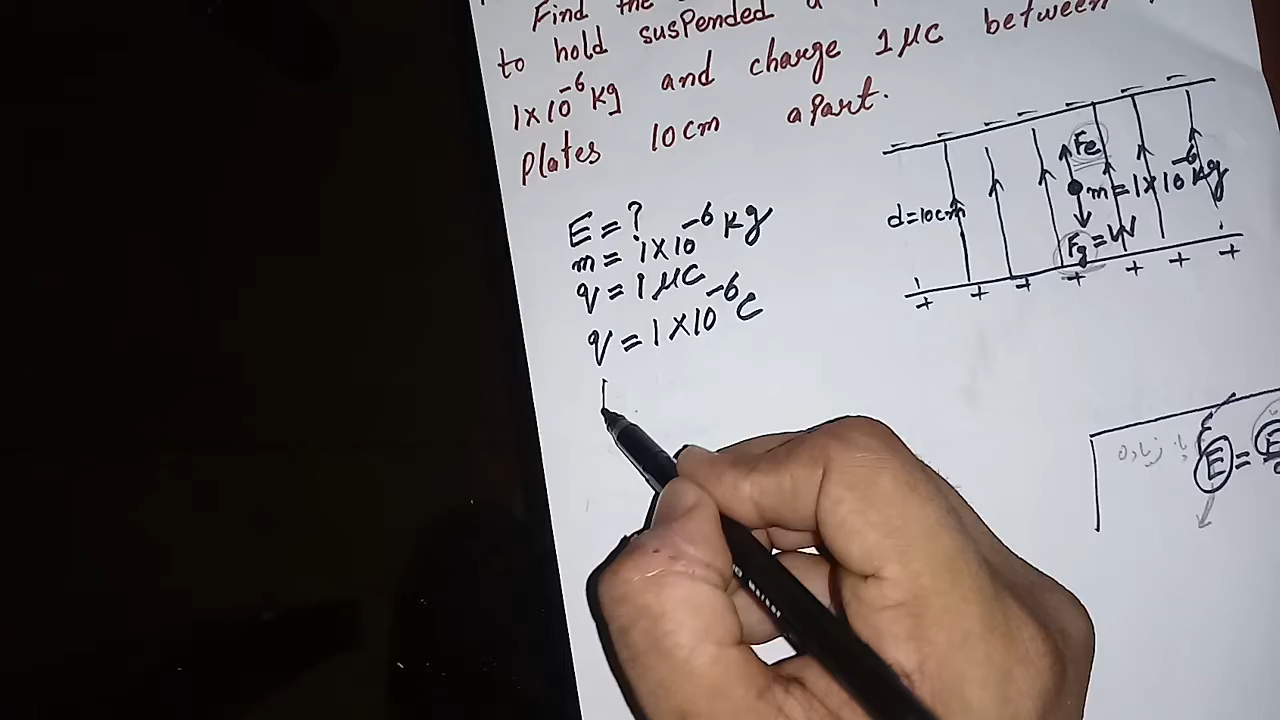 Find the
to hold suspended a
1×10⁻⁶ kg and charge 1μC between
plates 10cm apart.
E = ?
m = 1×10⁻⁶ kg
q = 1μC
q = 1×10⁻⁶ C
− − − − − − −
Fe
m=1×10⁻⁶ kg
d=10cm
Fg = W
+ + + + + + +
E =